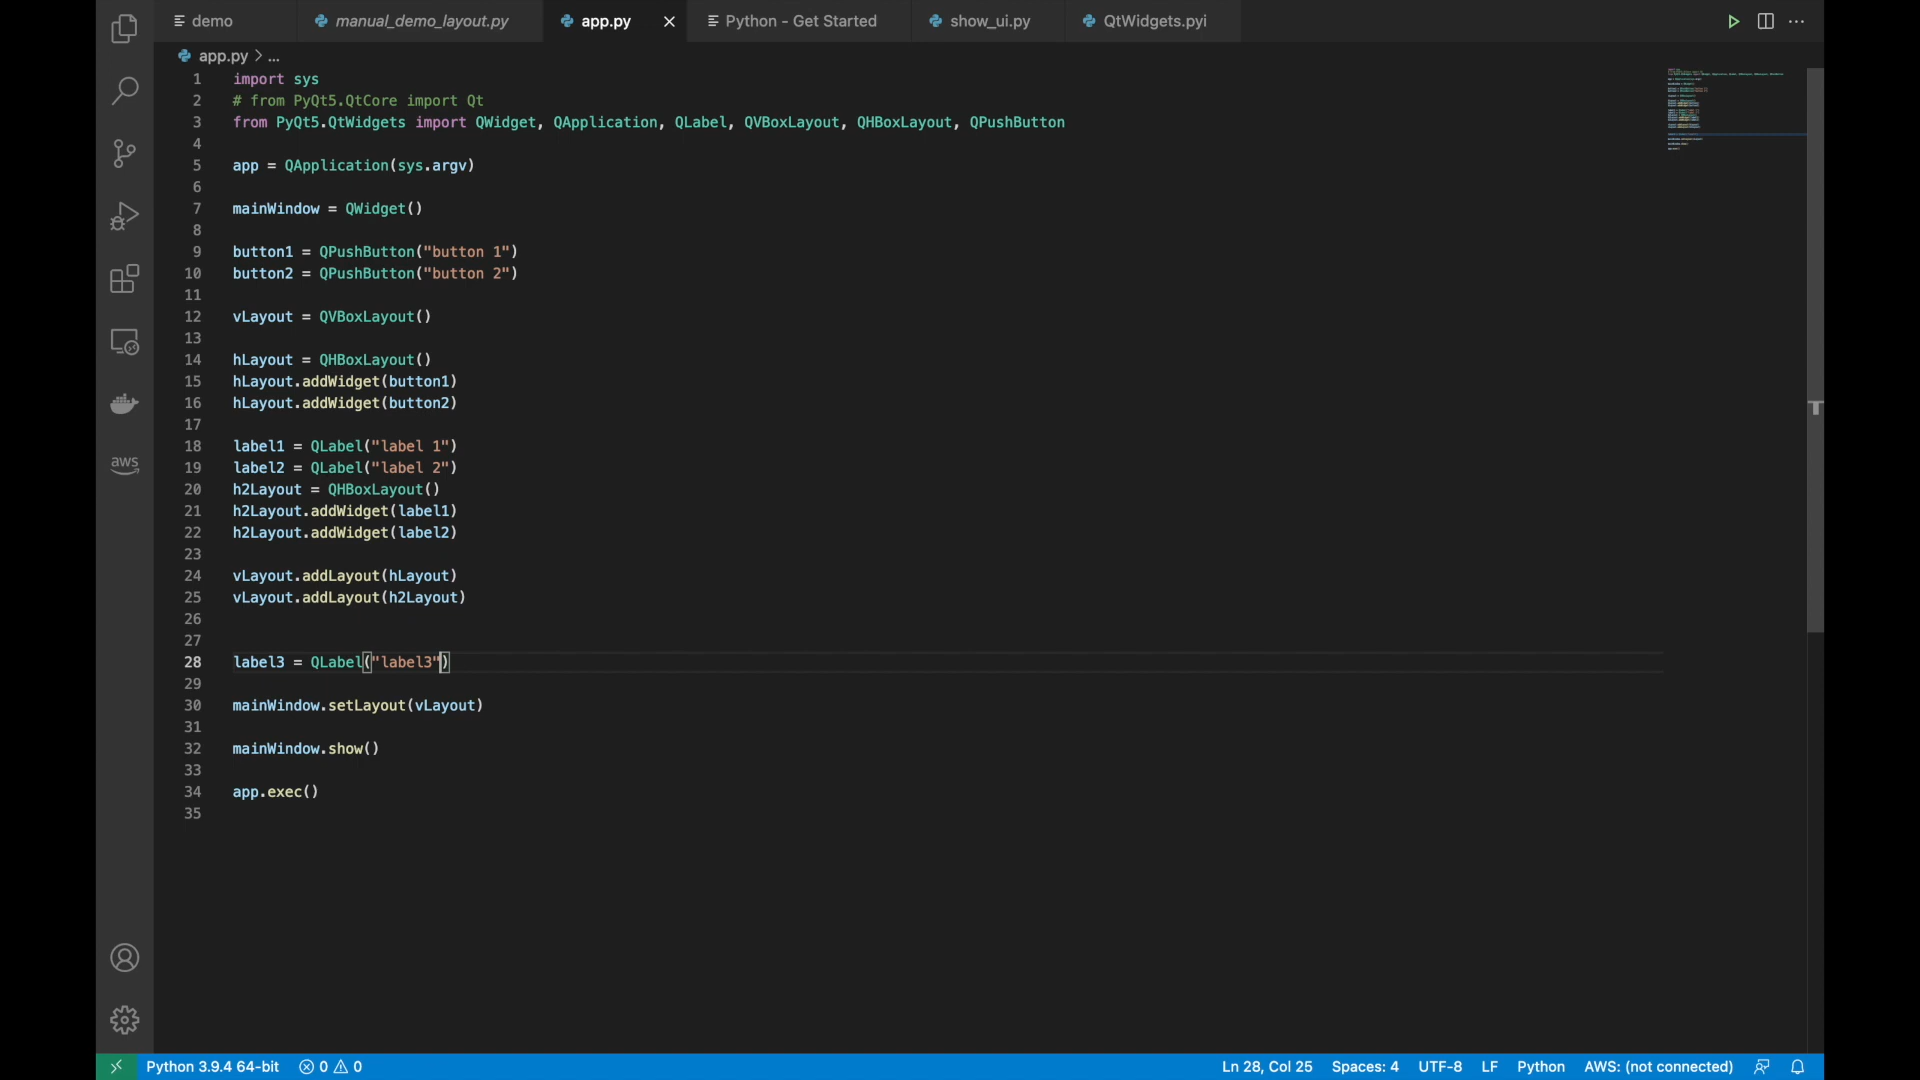 demo
manual_demo_layout.py
app.py
Python - Get Started
show_ui.py
QtWidgets.pyi
app.py > ...
1 import sys
2 # from PyQt5.QtCore import Qt
3 from PyQt5.QtWidgets import QWidget, QApplication, QLabel, QVBoxLayout, QHBoxLayout, QPushButton
4
5 app = QApplication(sys.argv)
6
7 mainWindow = QWidget()
8
9 button1 = QPushButton("button 1")
10 button2 = QPushButton("button 2")
11
12 vLayout = QVBoxLayout()
13
14 hLayout = QHBoxLayout()
15 hLayout.addWidget(button1)
16 hLayout.addWidget(button2)
17
18 label1 = QLabel("label 1")
19 label2 = QLabel("label 2")
20 h2Layout = QHBoxLayout()
21 h2Layout.addWidget(label1)
22 h2Layout.addWidget(label2)
23
24 vLayout.addLayout(hLayout)
25 vLayout.addLayout(h2Layout)
26
27
28 label3 = QLabel("label3")
29
30 mainWindow.setLayout(vLayout)
31
32 mainWindow.show()
33
34 app.exec()
35
aws
Python 3.9.4 64-bit
0
0
Ln 28, Col 25
Spaces: 4
UTF-8
LF
Python
AWS: (not connected)